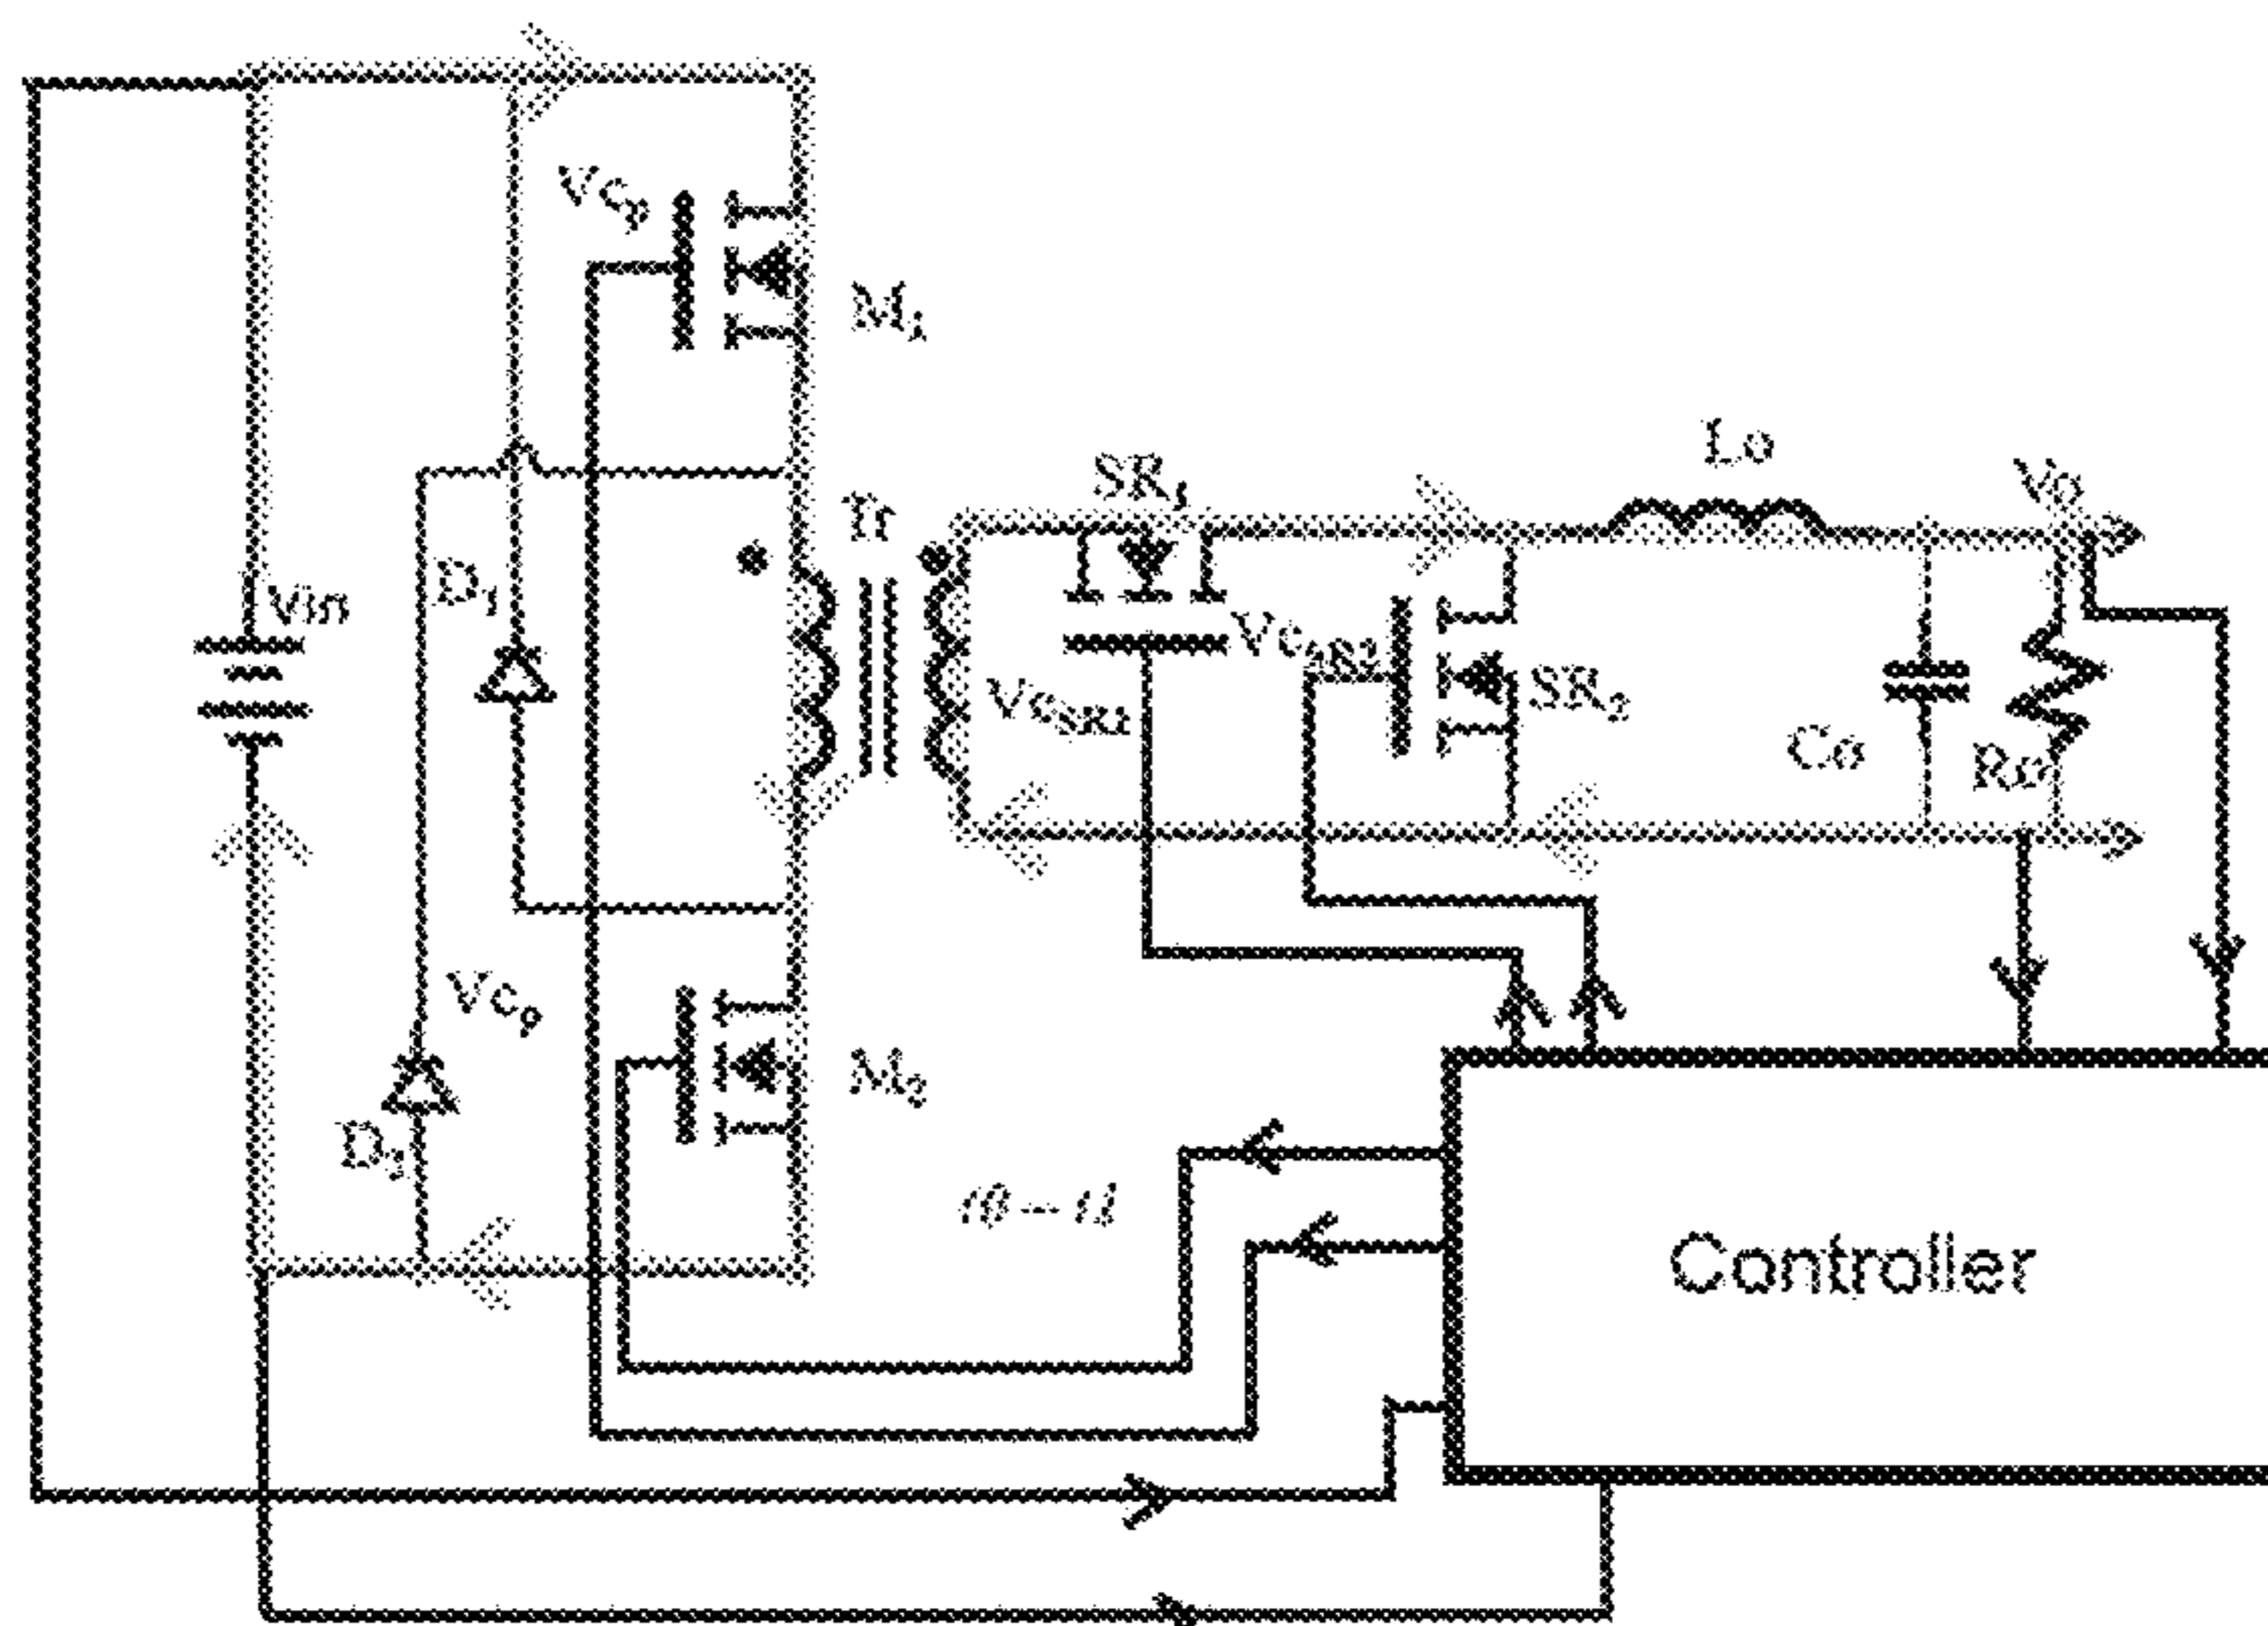 Vcp
M1
Lo
SR1
Vo
Tr
Vin
D1
VcSR2
SR2
VcSR1
Co
Ro
Vcp
M2
D2
t0 – t1
Controller